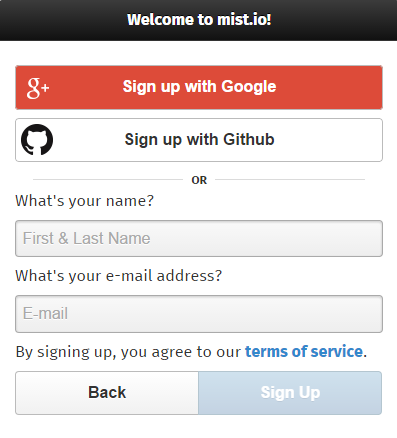 Welcome to mist.io!
g+ Sign up with Google
Sign up with Github
OR
What's your name?
First & Last Name
What's your e-mail address?
E-mail
By signing up, you agree to our terms of service.
Back Sign Up